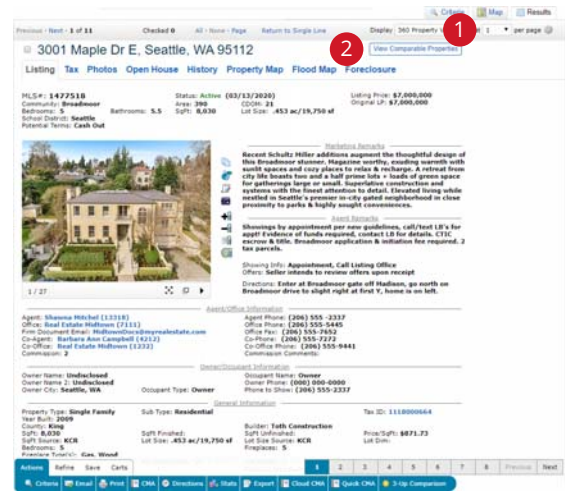 Criteria Map Results
Previous · Next · 1 of 11 Checked 0 All · None · Page Return to Single Line Display 360 Property 1 per page
1
2
3001 Maple Dr E, Seattle, WA 95112
View Comparable Properties
Listing Tax Photos Open House History Property Map Flood Map Foreclosure
MLS#: 1477518 Status: Active (03/13/2020) Listing Price: $7,000,000
Community: Broadmoor Area: 390 CDOM: 21 Original LP: $7,000,000
Bedrooms: 5 Bathrooms: 5.5 SqFt: 8,030 Lot Size: .453 ac/19,750 sf
School District: Seattle
Potential Terms: Cash Out
Marketing Remarks
Recent Schultz Miller additions augment the thoughtful design of
this Broadmoor stunner. Magazine worthy, exuding warmth with
sunlit spaces and cozy places to relax & recharge. A retreat from
city life boasts two and a half prime lots + loads of green space
for gatherings large or small. Superlative construction and
systems with the finest attention to detail. Elevated living while
nestled in Seattle's premier in-city gated neighborhood in close
proximity to parks & highly sought conveniences.
Agent Remarks
Showings by appointment per new guidelines, call/text LB's for
appt! Evidence of funds required, contact LB for details. CTIC
escrow & title. Broadmoor application & initiation fee required. 2
tax parcels.
Showing Info: Appointment, Call Listing Office
Offers: Seller intends to review offers upon receipt
Directions: Enter at Broadmoor gate off Madison, go north on
Broadmoor drive to slight right at first Y, home is on left.
1 / 27
Agent/Office Information
Agent: Shawna Mitchel (13318) Agent Phone: (206) 555 -2337
Office: Real Estate Midtown (7111) Office Phone: (206) 555-5445
Firm Document Email: MidtownDocs@myrealestate.com Office Fax: (206) 555-7652
Co-Agent: Barbara Ann Campbell (4212) Co-Phone: (206) 555-7272
Co-Office: Real Estate Midtown (1232) Co-Office Phone: (206) 555-9441
Commission: 2 Commission Comments:
Owner/Occupant Information
Owner Name: Undisclosed Occupant Name: Owner
Owner Name 2: Undisclosed Owner Phone: (000) 000-0000
Owner City: Seattle, WA Occupant Type: Owner Phone to Show: (206) 555-2337
General Information
Property Type: Single Family Sub Type: Residential Tax ID: 1118000664
Year Built: 2009
County: King Builder: Toth Construction
SqFt: 8,030 SqFt Finished: SqFt Unfinished: Price/SqFt: $871.73
SqFt Source: KCR Lot Size: .453 ac/19,750 sf Lot Size Source: KCR Lot Dim:
Bedrooms: 5 Fireplaces: 5
Fireplace Type(s): Gas, Wood
Actions Refine Save Carts 1 2 3 4 5 6 7 8 Previous Next
Criteria Email Print CMA Directions Stats Export Cloud CMA Quick CMA 3-Up Comparison